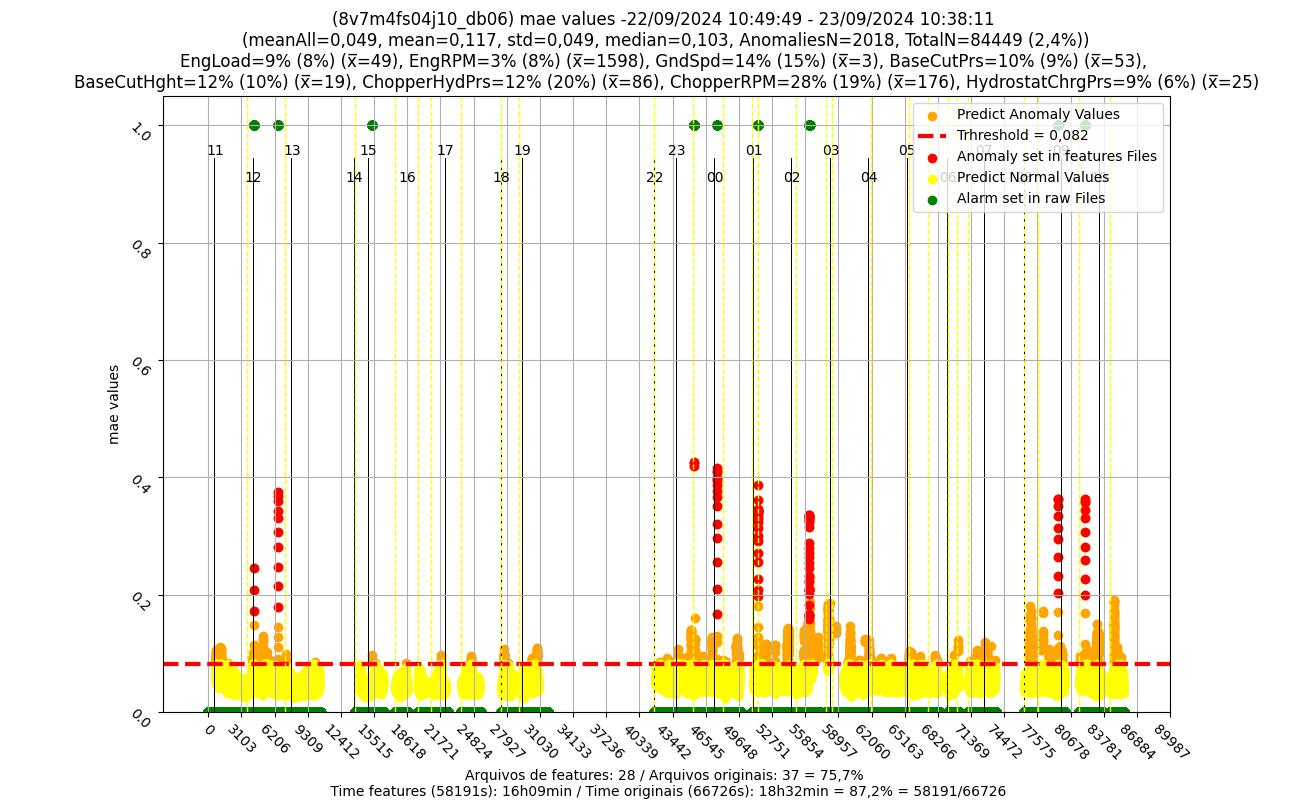 (8v7m4fs04j10_db06) mae values -22/09/2024 10:49:49 - 23/09/2024 10:38:11
(meanAll=0,049, mean=0,117, std=0,049, median=0,103, AnomaliesN=2018, TotalN=84449 (2,4%))
EngLoad=9% (8%) (x̅=49), EngRPM=3% (8%) (x̅=1598), GndSpd=14% (15%) (x̅=3), BaseCutPrs=10% (9%) (x̅=53),
BaseCutHght=12% (10%) (x̅=19), ChopperHydPrs=12% (20%) (x̅=86), ChopperRPM=28% (19%) (x̅=176), HydrostatChrgPrs=9% (6%) (x̅=25)
Predict Anomaly Values
Trhreshold = 0,082
Anomaly set in features Files
Predict Normal Values
Alarm set in raw Files
11 13 15 17 19 23 01 03 05 07 09
12 14 16 18 22 00 02 04 06
1.0
0.8
0.6
0.4
0.2
0.0
mae values
0 3103 6206 9309 12412 15515 18618 21721 24824 27927 31030 34133 37236 40339 43442 46545 49648 52751 55854 58957 62060 65163 68266 71369 74472 77575 80678 83781 86884 89987
Arquivos de features: 28 / Arquivos originais: 37 = 75,7%
Time features (58191s): 16h09min / Time originais (66726s): 18h32min = 87,2% = 58191/66726